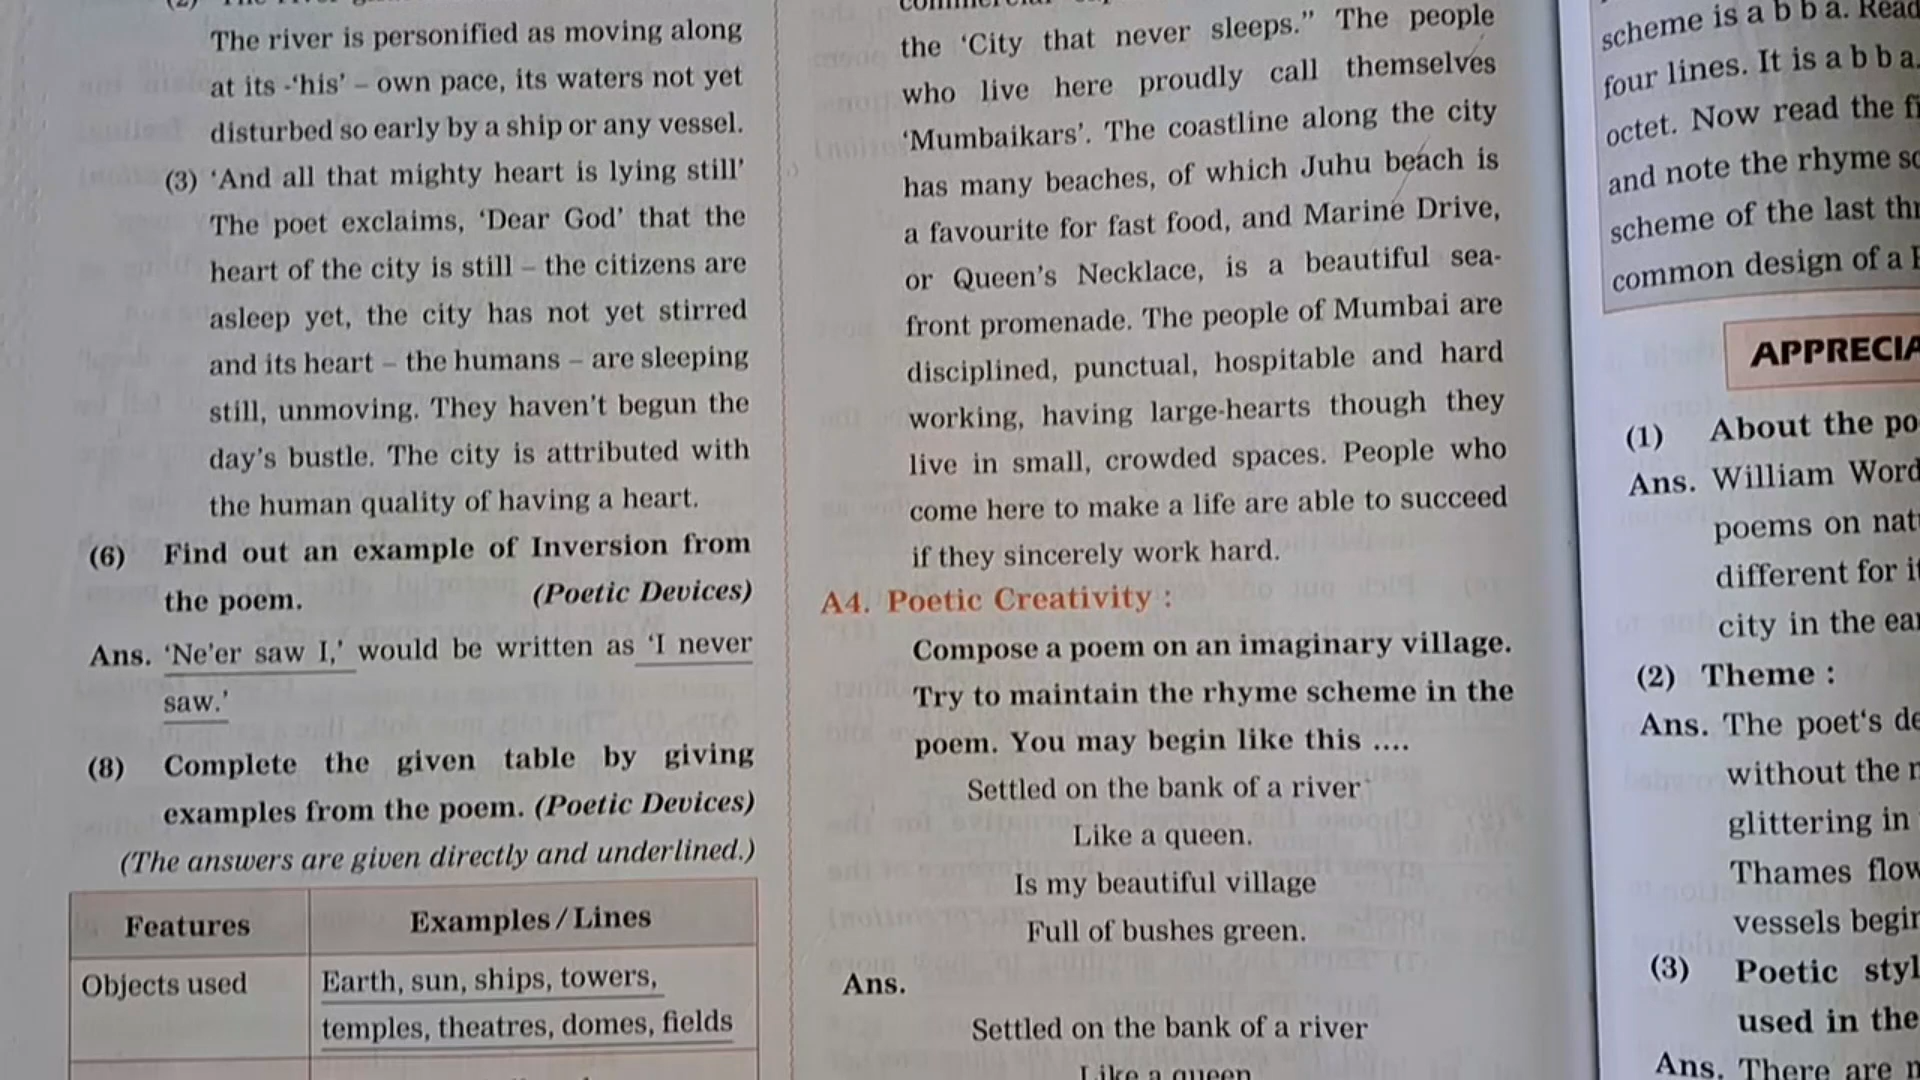 The river is personified as moving along
at its -'his' – own pace, its waters not yet
disturbed so early by a ship or any vessel.
(3) 'And all that mighty heart is lying still'
The poet exclaims, 'Dear God' that the
heart of the city is still – the citizens are
asleep yet, the city has not yet stirred
and its heart – the humans – are sleeping
still, unmoving. They haven't begun the
day's bustle. The city is attributed with
the human quality of having a heart.
(6) Find out an example of Inversion from
the poem. (Poetic Devices)
Ans. 'Ne'er saw I,' would be written as 'I never
saw.'
(8) Complete the given table by giving
examples from the poem. (Poetic Devices)
(The answers are given directly and underlined.)
Features Examples/Lines
Objects used Earth, sun, ships, towers,
temples, theatres, domes, fields
the 'City that never sleeps." The people
who live here proudly call themselves
'Mumbaikars'. The coastline along the city
has many beaches, of which Juhu beach is
a favourite for fast food, and Marine Drive,
or Queen's Necklace, is a beautiful sea-
front promenade. The people of Mumbai are
disciplined, punctual, hospitable and hard
working, having large-hearts though they
live in small, crowded spaces. People who
come here to make a life are able to succeed
if they sincerely work hard.
A4. Poetic Creativity :
Compose a poem on an imaginary village.
Try to maintain the rhyme scheme in the
poem. You may begin like this ....
Settled on the bank of a river
Like a queen.
Is my beautiful village
Full of bushes green.
Ans.
Settled on the bank of a river
Like a queen
scheme is a b b a. Read
four lines. It is a b b a.
octet. Now read the
and note the rhyme
scheme of the last
common design of a
APPRECIA
(1) About the po
Ans. William Word
poems on nat
different for
city in the ear
(2) Theme :
Ans. The poet's de
without the
glittering in
Thames flow
vessels begin
(3) Poetic styl
used in the
Ans. There are